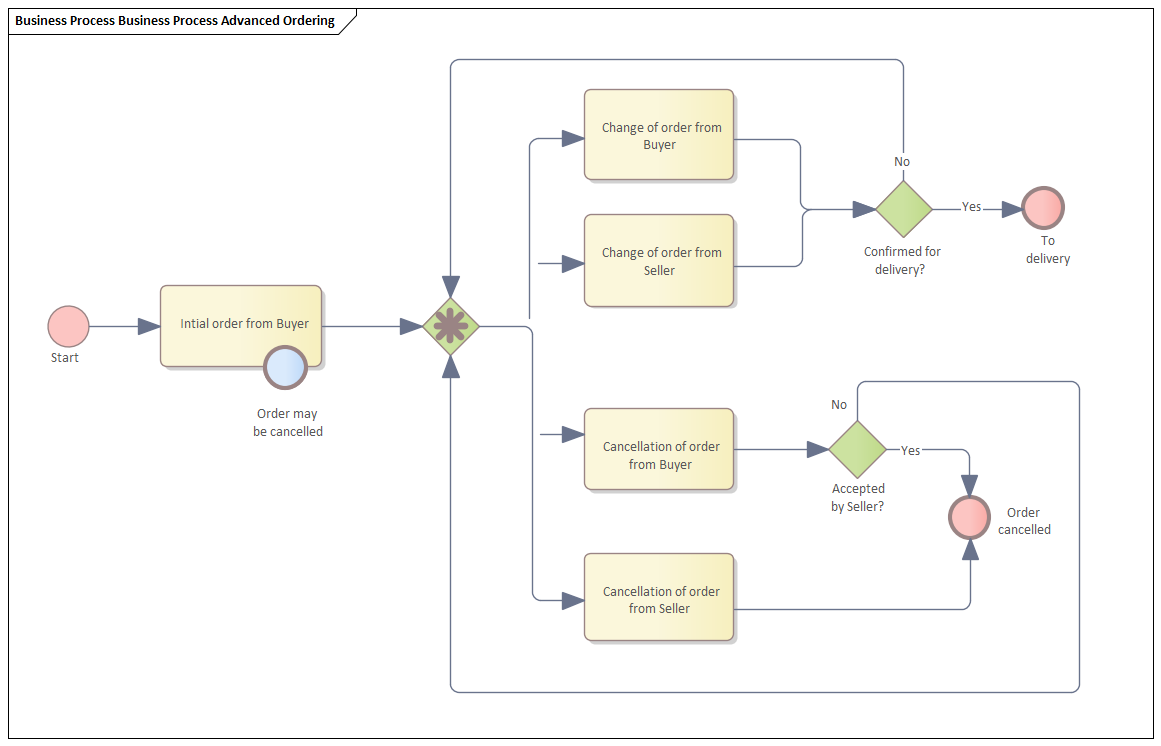 Business Process Business Process Advanced Ordering
Change of order from
Buyer
No
Yes
To
delivery
Change of order from
Seller
Confirmed for
delivery?
Intial order from Buyer
Start
Order may
be cancelled
No
Cancellation of order
from Buyer
Yes
Accepted
by Seller?
Order
cancelled
Cancellation of order
from Seller